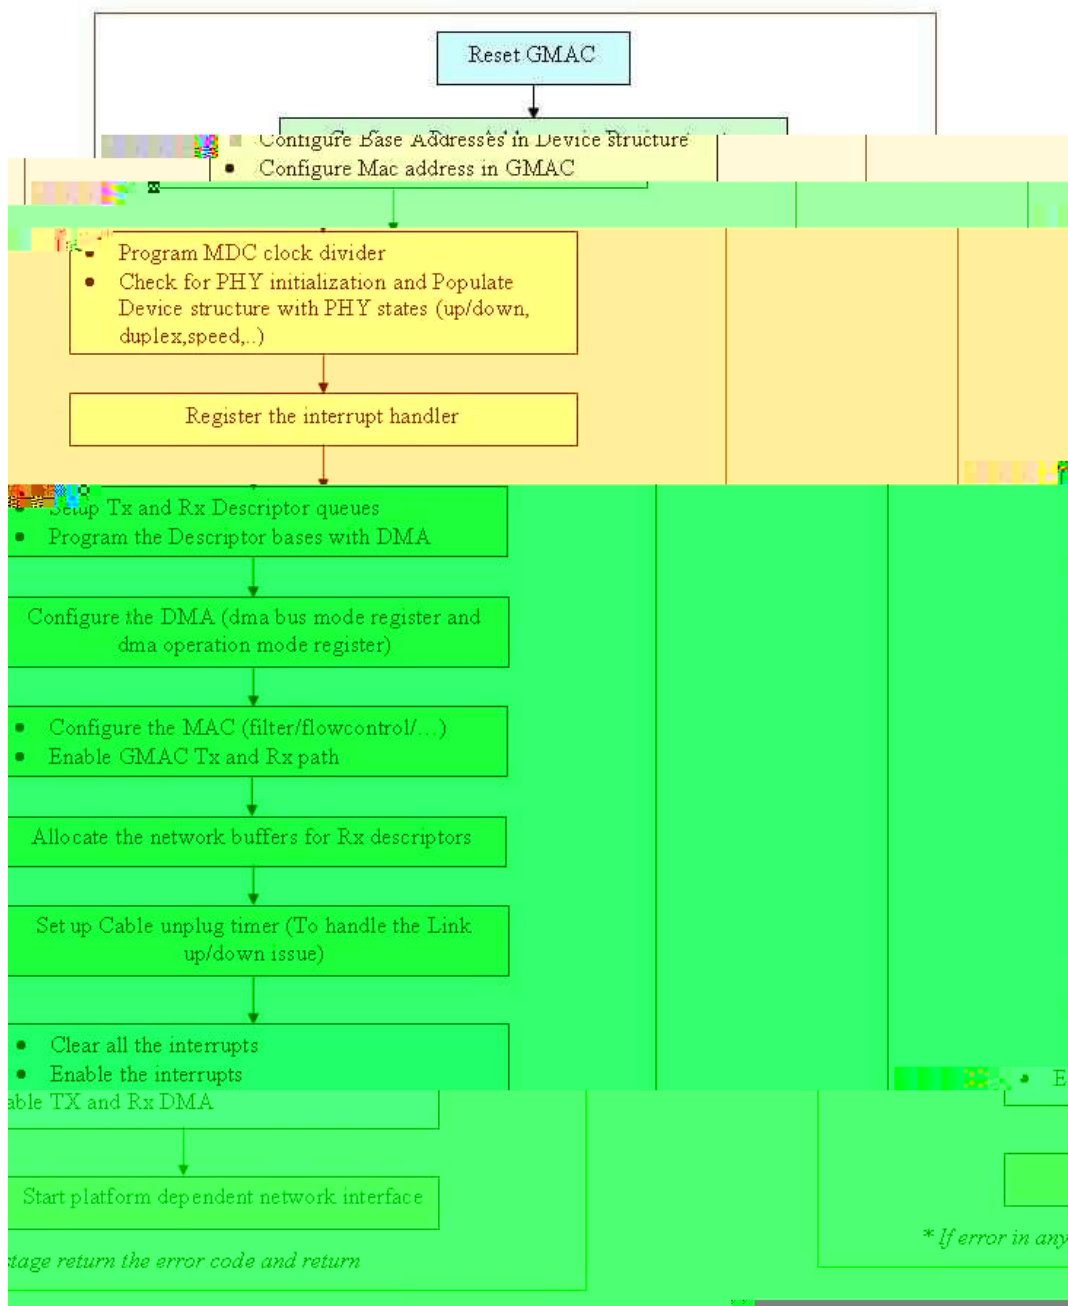 Reset GMAC
Configure Base Addresses in Device structure
• Configure Mac address in GMAC
• Program MDC clock divider
• Check for PHY initialization and Populate
Device structure with PHY states (up/down,
duplex,speed,..)
Register the interrupt handler
• Setup Tx and Rx Descriptor queues
• Program the Descriptor bases with DMA
Configure the DMA (dma bus mode register and
dma operation mode register)
• Configure the MAC (filter/flowcontrol/...)
• Enable GMAC Tx and Rx path
Allocate the network buffers for Rx descriptors
Set up Cable unplug timer (To handle the Link
up/down issue)
• Clear all the interrupts
• Enable the interrupts
• E
able TX and Rx DMA
Start platform dependent network interface
* If error in any
stage return the error code and return